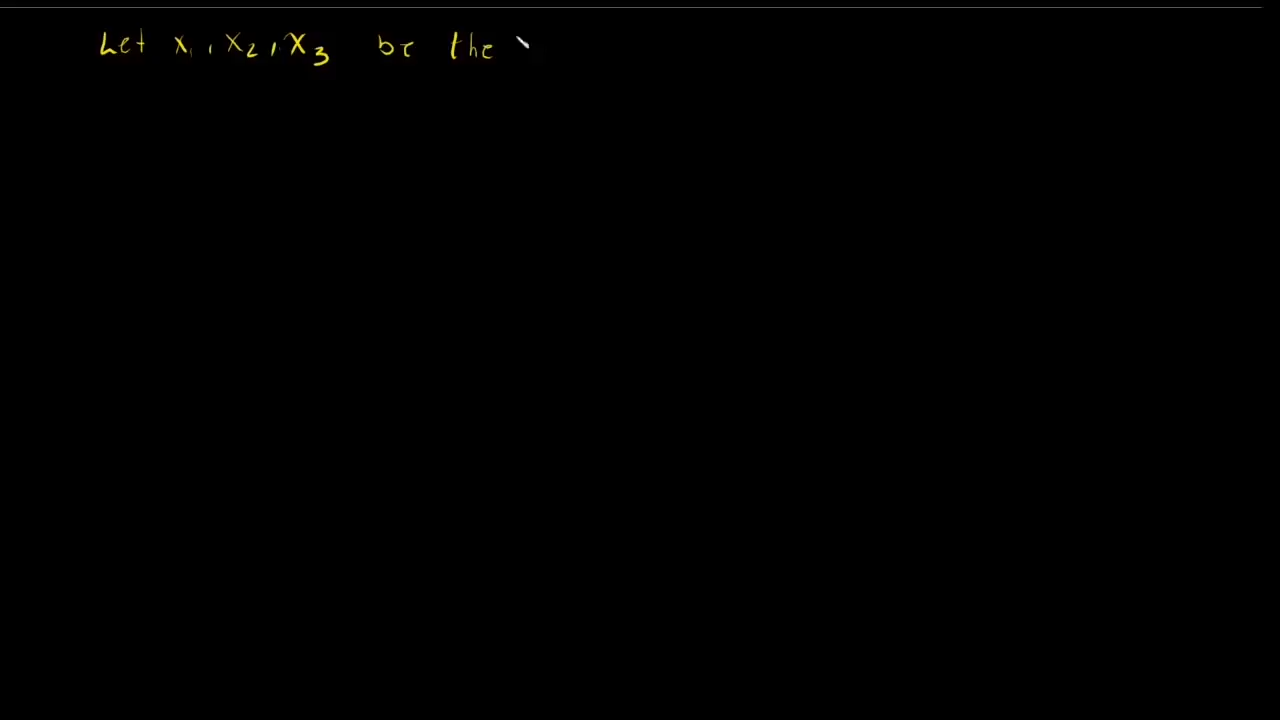 Let x₁, x₂, x₃ be the